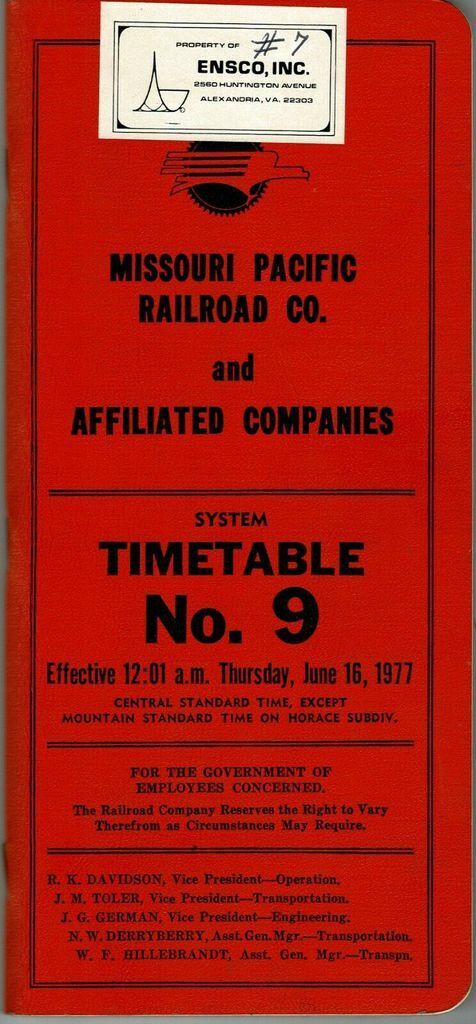 PROPERTY OF # 7
ENSCO, INC.
2560 HUNTINGTON AVENUE
ALEXANDRIA, VA. 22303
MISSOURI PACIFIC
RAILROAD CO.
and
AFFILIATED COMPANIES
SYSTEM
TIMETABLE
No. 9
Effective 12:01 a.m. Thursday, June 16, 1977
CENTRAL STANDARD TIME, EXCEPT
MOUNTAIN STANDARD TIME ON HORACE SUBDIV.
FOR THE GOVERNMENT OF
EMPLOYEES CONCERNED.
The Railroad Company Reserves the Right to Vary
Therefrom as Circumstances May Require.
R. K. DAVIDSON, Vice President—Operation.
J. M. TOLER, Vice President—Transportation.
J. G. GERMAN, Vice President—Engineering.
N. W. DERRYBERRY, Asst. Gen. Mgr.—Transportation.
W. F. HILLEBRANDT, Asst. Gen. Mgr.—Transpn.